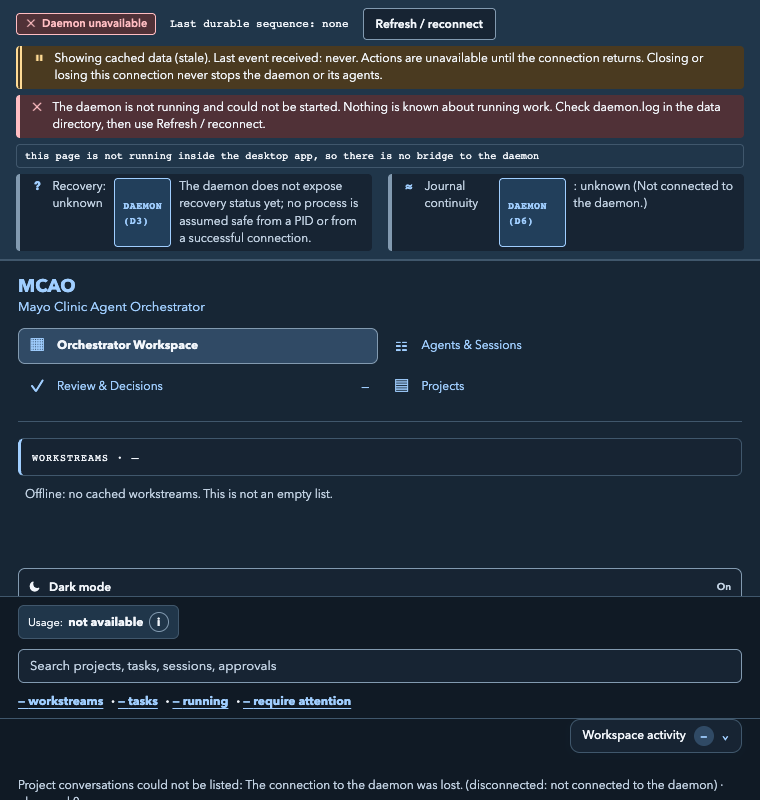 Daemon unavailable
Last durable sequence: none
Refresh / reconnect
Showing cached data (stale). Last event received: never. Actions are unavailable until the connection returns. Closing or
losing this connection never stops the daemon or its agents.
The daemon is not running and could not be started. Nothing is known about running work. Check daemon.log in the data
directory, then use Refresh / reconnect.
this page is not running inside the desktop app, so there is no bridge to the daemon
? Recovery:
unknown
DAEMON
(D3)
The daemon does not expose
recovery status yet; no process is
assumed safe from a PID or from
a successful connection.
≈ Journal
continuity
DAEMON
(D6)
: unknown (Not connected to
the daemon.)
MCAO
Mayo Clinic Agent Orchestrator
Orchestrator Workspace
Agents & Sessions
Review & Decisions —
Projects
WORKSTREAMS · —
Offline: no cached workstreams. This is not an empty list.
Dark mode
On
Usage: not available i
Search projects, tasks, sessions, approvals
— workstreams • — tasks • — running • — require attention
Workspace activity —
Project conversations could not be listed: The connection to the daemon was lost. (disconnected: not connected to the daemon) ·